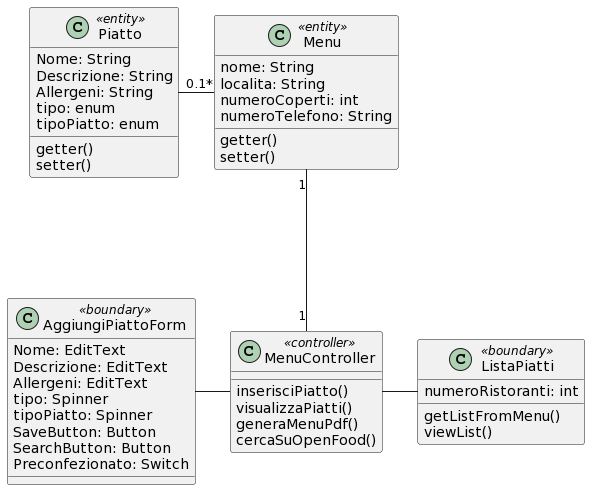 C «entity»
Piatto
Nome: String
Descrizione: String
Allergeni: String
tipo: enum
tipoPiatto: enum
getter()
setter()
0.1*
C «entity»
Menu
nome: String
localita: String
numeroCoperti: int
numeroTelefono: String
getter()
setter()
1
1
C «boundary»
AggiungiPiattoForm
Nome: EditText
Descrizione: EditText
Allergeni: EditText
tipo: Spinner
tipoPiatto: Spinner
SaveButton: Button
SearchButton: Button
Preconfezionato: Switch
C «controller»
MenuController
inserisciPiatto()
visualizzaPiatti()
generaMenuPdf()
cercaSuOpenFood()
C «boundary»
ListaPiatti
numeroRistoranti: int
getListFromMenu()
viewList()